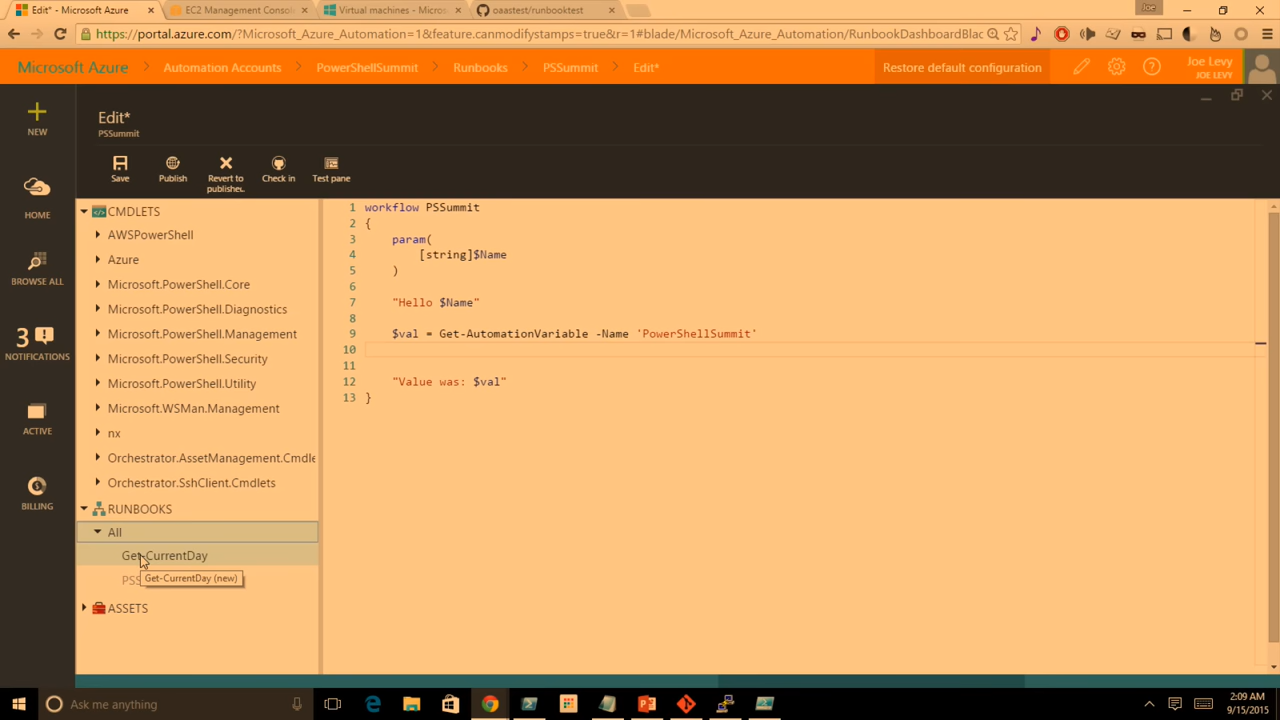 Edit* - Microsoft Azure
EC2 Management Consol
Virtual machines - Micros
oaastest/runbooktest
Joe
https://portal.azure.com/?Microsoft_Azure_Automation=1&feature.canmodifystamps=true&r=1#blade/Microsoft_Azure_Automation/RunbookDashboardBlac
Microsoft Azure
Automation Accounts
PowerShellSummit
Runbooks
PSSummit
Edit*
Restore default configuration
Joe Levy
JOE LEVY
Edit*
PSSummit
NEW
HOME
BROWSE ALL
3
NOTIFICATIONS
ACTIVE
BILLING
Save
Publish
Revert to
publishe..
Check in
Test pane
CMDLETS
AWSPowerShell
Azure
Microsoft.PowerShell.Core
Microsoft.PowerShell.Diagnostics
Microsoft.PowerShell.Management
Microsoft.PowerShell.Security
Microsoft.PowerShell.Utility
Microsoft.WSMan.Management
nx
Orchestrator.AssetManagement.Cmdle
Orchestrator.SshClient.Cmdlets
RUNBOOKS
All
Get-CurrentDay
PSS
Get-CurrentDay (new)
ASSETS
1 workflow PSSummit
2 {
3 param(
4 [string]$Name
5 )
6
7 "Hello $Name"
8
9 $val = Get-AutomationVariable -Name 'PowerShellSummit'
10
11
12 "Value was: $val"
13 }
Ask me anything
2:09 AM
9/15/2015